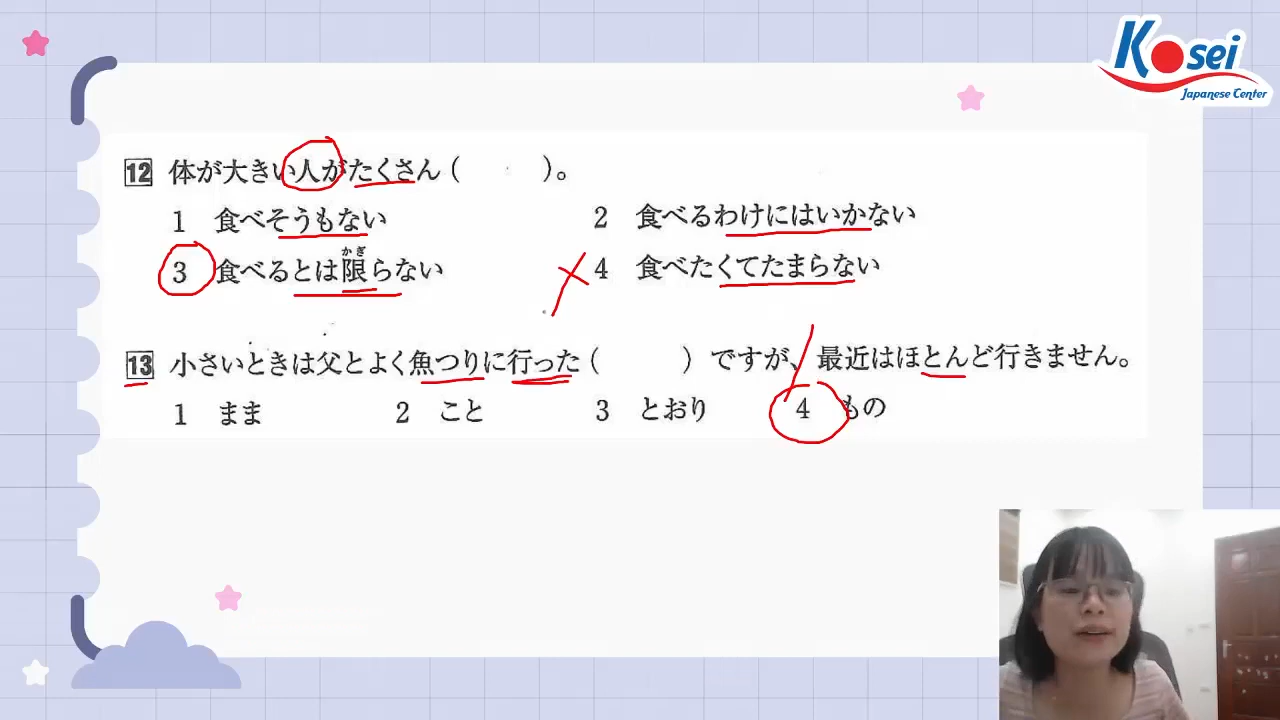 Kosei
Japanese Center
12 体が大きい人がたくさん（ ）。
1 食べそうもない 2 食べるわけにはいかない
かぎ
3 食べるとは限らない 4 食べたくてたまらない
13 小さいときは父とよく魚つりに行った（ ）ですが、最近はほとんど行きません。
1 まま 2 こと 3 とおり 4 もの